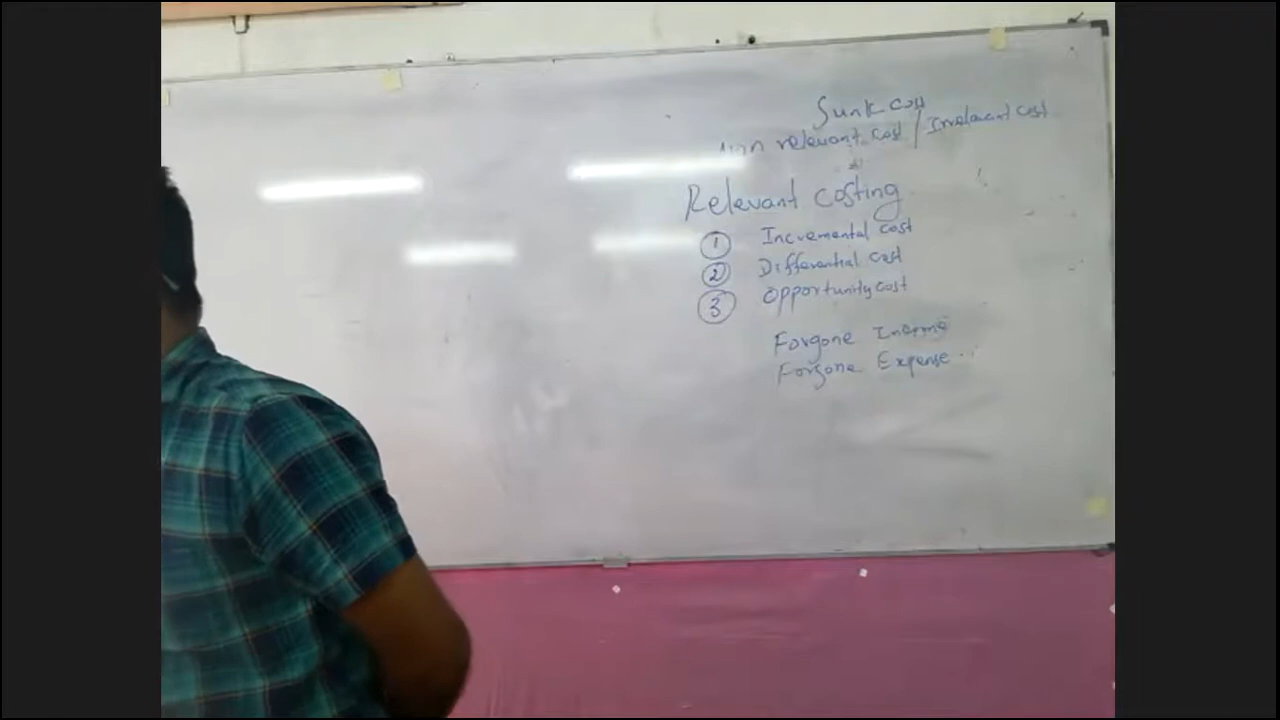 Sunk cost
relevant cost / Irrelevant cost
Relevant costing
1 Incremental cost
2 Differential cost
3 Opportunity cost
Forgone Income
Forgone Expense